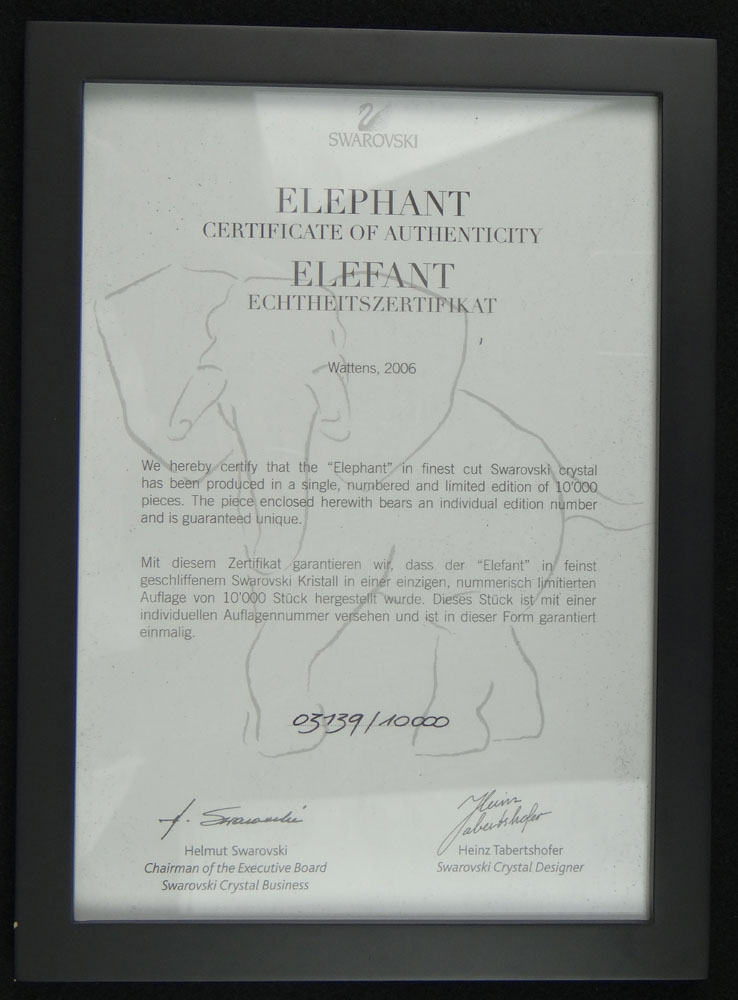 SWAROVSKI
ELEPHANT
CERTIFICATE OF AUTHENTICITY
ELEFANT
ECHTHEITSZERTIFIKAT
Wattens, 2006
We hereby certify that the “Elephant” in finest cut Swarovski crystal
has been produced in a single, numbered and limited edition of 10'000
pieces. The piece enclosed herewith bears an individual edition number
and is guaranteed unique.
Mit diesem Zertifikat garantieren wir, dass der “Elefant” in feinst
geschliffenem Swarovski Kristall in einer einzigen, nummerisch limitierten
Auflage von 10'000 Stück hergestellt wurde. Dieses Stück ist mit einer
individuellen Auflagennummer versehen und ist in dieser Form garantiert
einmalig.
03139/10000
Heinz
Tabertshofer
Helmut Swarovski
Chairman of the Executive Board
Swarovski Crystal Business
Heinz Tabertshofer
Swarovski Crystal Designer